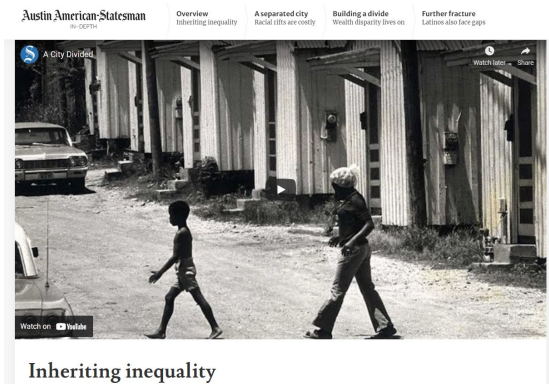 Austin American-Statesman
IN-DEPTH
Overview
Inheriting inequality
A separated city
Racial rifts are costly
Building a divide
Wealth disparity lives on
Further fracture
Latinos also face gaps
A City Divided
Watch later
Share
Watch on YouTube
Inheriting inequality